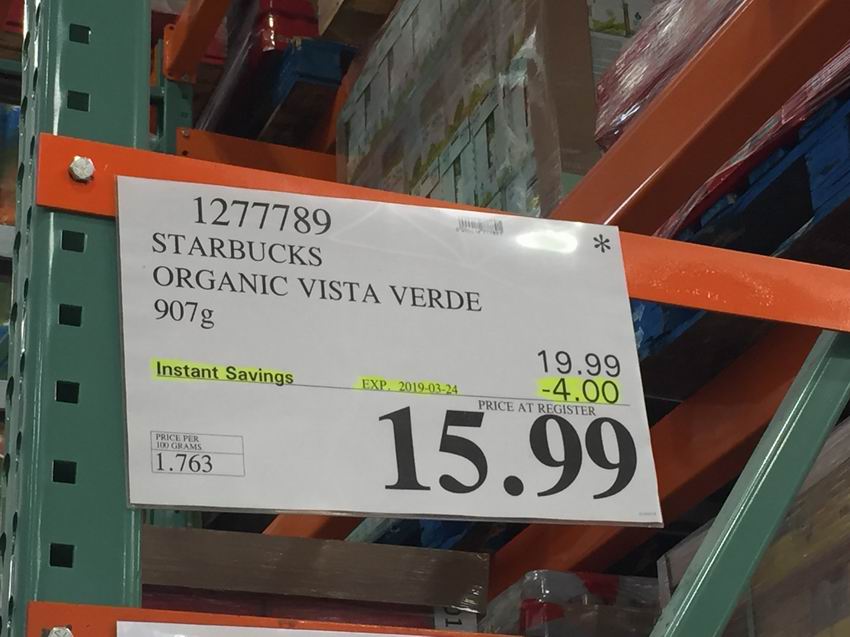 1277789
*
STARBUCKS
ORGANIC VISTA VERDE
907g
19.99
Instant Savings EXP. 2019-03-24 -4.00
PRICE AT REGISTER
15.99
PRICE PER
100 GRAMS
1.763